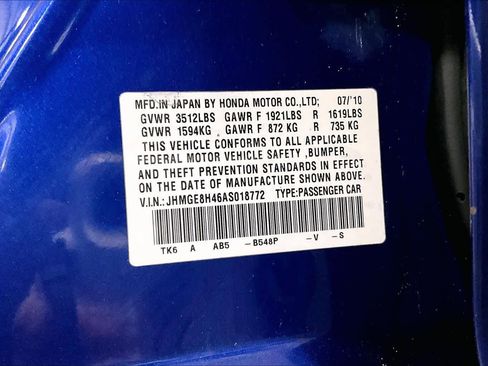 MFD.IN JAPAN BY HONDA MOTOR CO.,LTD; 07/'10
GVWR 3512LBS GAWR F 1921LBS R 1619LBS
GVWR 1594KG GAWR F 872 KG R 735 KG
THIS VEHICLE CONFORMS TO ALL APPLICABLE
FEDERAL MOTOR VEHICLE SAFETY ,BUMPER,
AND THEFT PREVENTION STANDARDS IN EFFECT
ON THE DATE OF MANUFACTURE SHOWN ABOVE.
V.I.N.: JHMGE8H46AS018772 TYPE:PASSENGER CAR
TK6 A AB5 -B548P -V -S